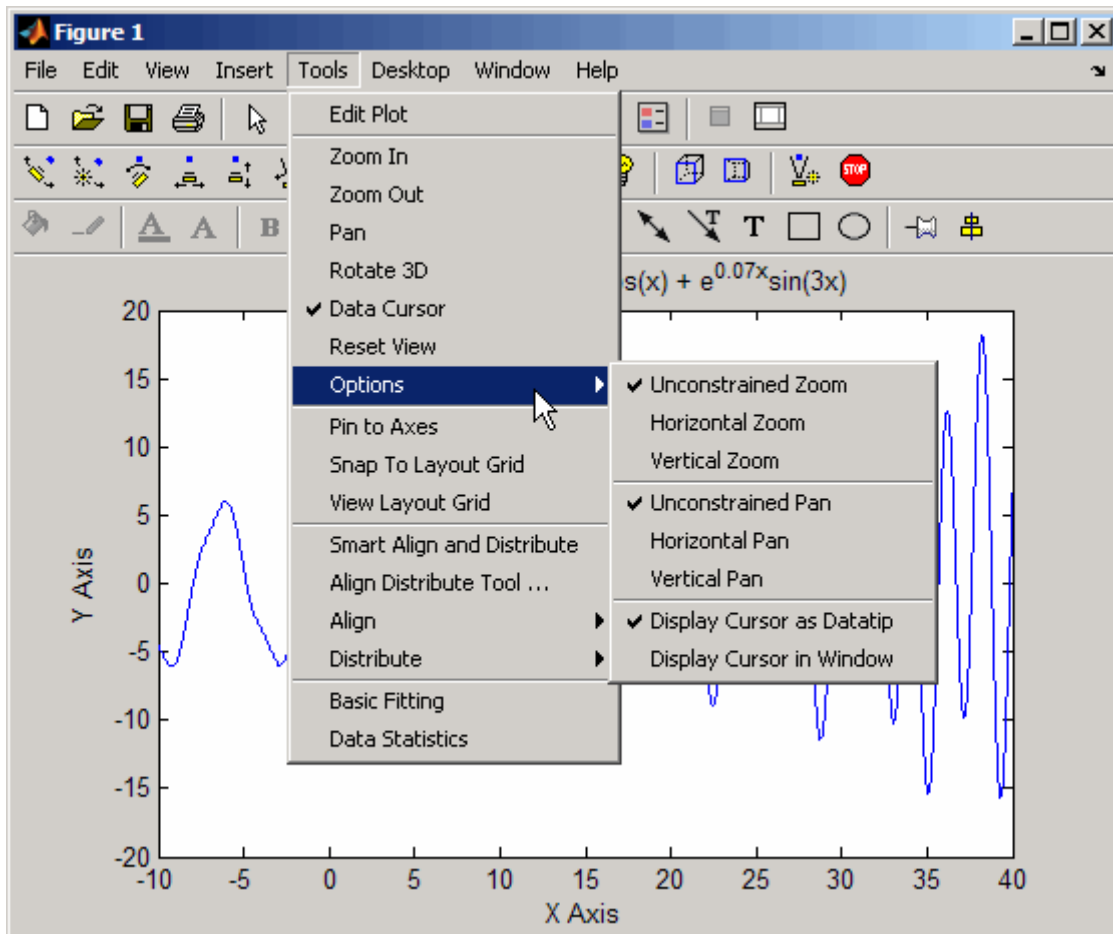 Figure 1
File Edit View Insert Tools Desktop Window Help
Edit Plot
Zoom In
Zoom Out
Pan
Rotate 3D
Data Cursor
Reset View
Options
Pin to Axes
Snap To Layout Grid
View Layout Grid
Smart Align and Distribute
Align Distribute Tool ...
Align
Distribute
Basic Fitting
Data Statistics
Unconstrained Zoom
Horizontal Zoom
Vertical Zoom
Unconstrained Pan
Horizontal Pan
Vertical Pan
Display Cursor as Datatip
Display Cursor in Window
STOP
A A B
T T
s(x) + e^0.07x sin(3x)
20
15
10
5
0
-5
-10
-15
-20
Y Axis
-10 -5 0 5 10 15 20 25 30 35 40
X Axis